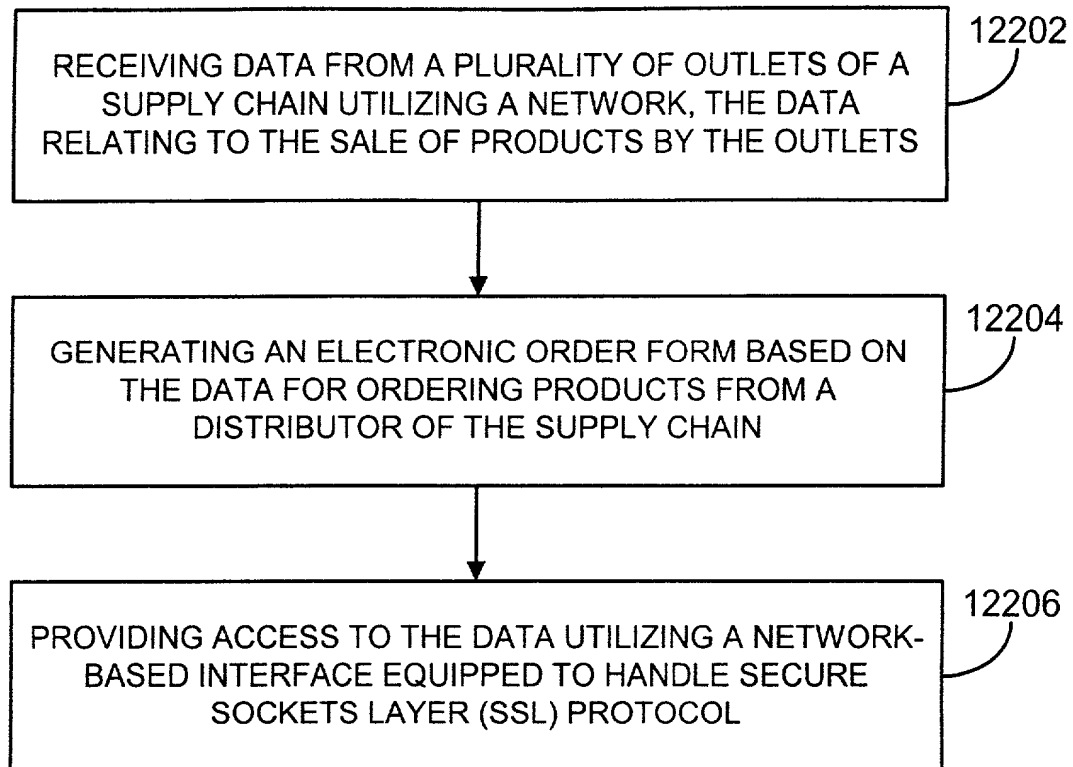 12202
RECEIVING DATA FROM A PLURALITY OF OUTLETS OF A
SUPPLY CHAIN UTILIZING A NETWORK, THE DATA
RELATING TO THE SALE OF PRODUCTS BY THE OUTLETS
12204
GENERATING AN ELECTRONIC ORDER FORM BASED ON
THE DATA FOR ORDERING PRODUCTS FROM A
DISTRIBUTOR OF THE SUPPLY CHAIN
12206
PROVIDING ACCESS TO THE DATA UTILIZING A NETWORK-
BASED INTERFACE EQUIPPED TO HANDLE SECURE
SOCKETS LAYER (SSL) PROTOCOL